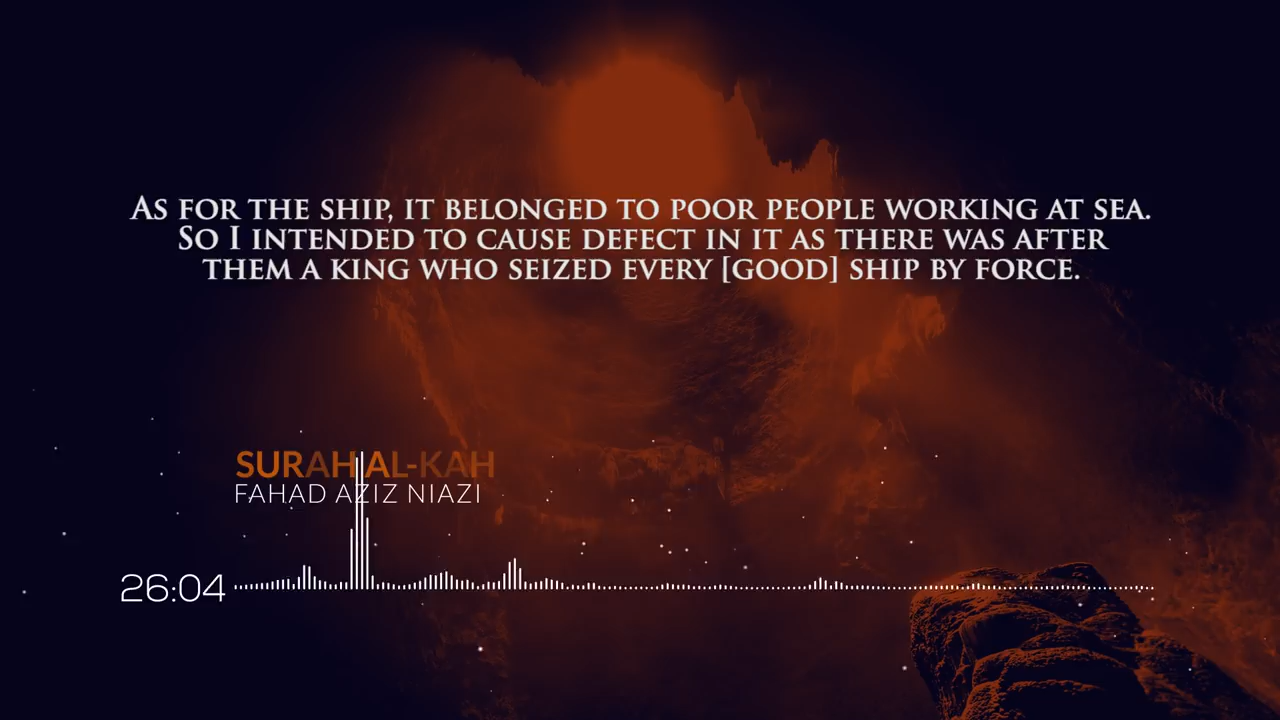 As for the ship, it belonged to poor people working at sea.
So I intended to cause defect in it as there was after
them a king who seized every [good] ship by force.
SURAH AL-KAH
FAHAD AZIZ NIAZI
26:04